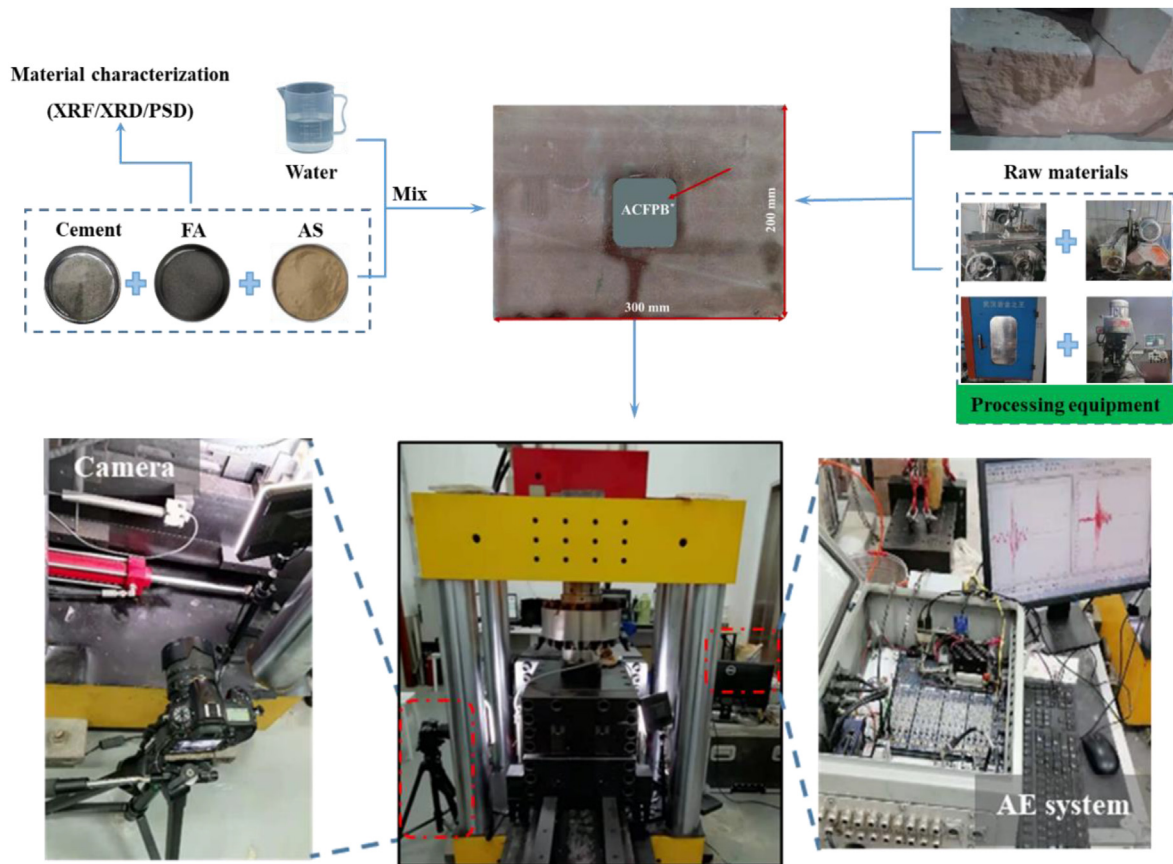 Material characterization
(XRF/XRD/PSD)
Water
Mix
Cement
FA
AS
ACFPB
200 mm
300 mm
Raw materials
Processing equipment
Camera
AE system